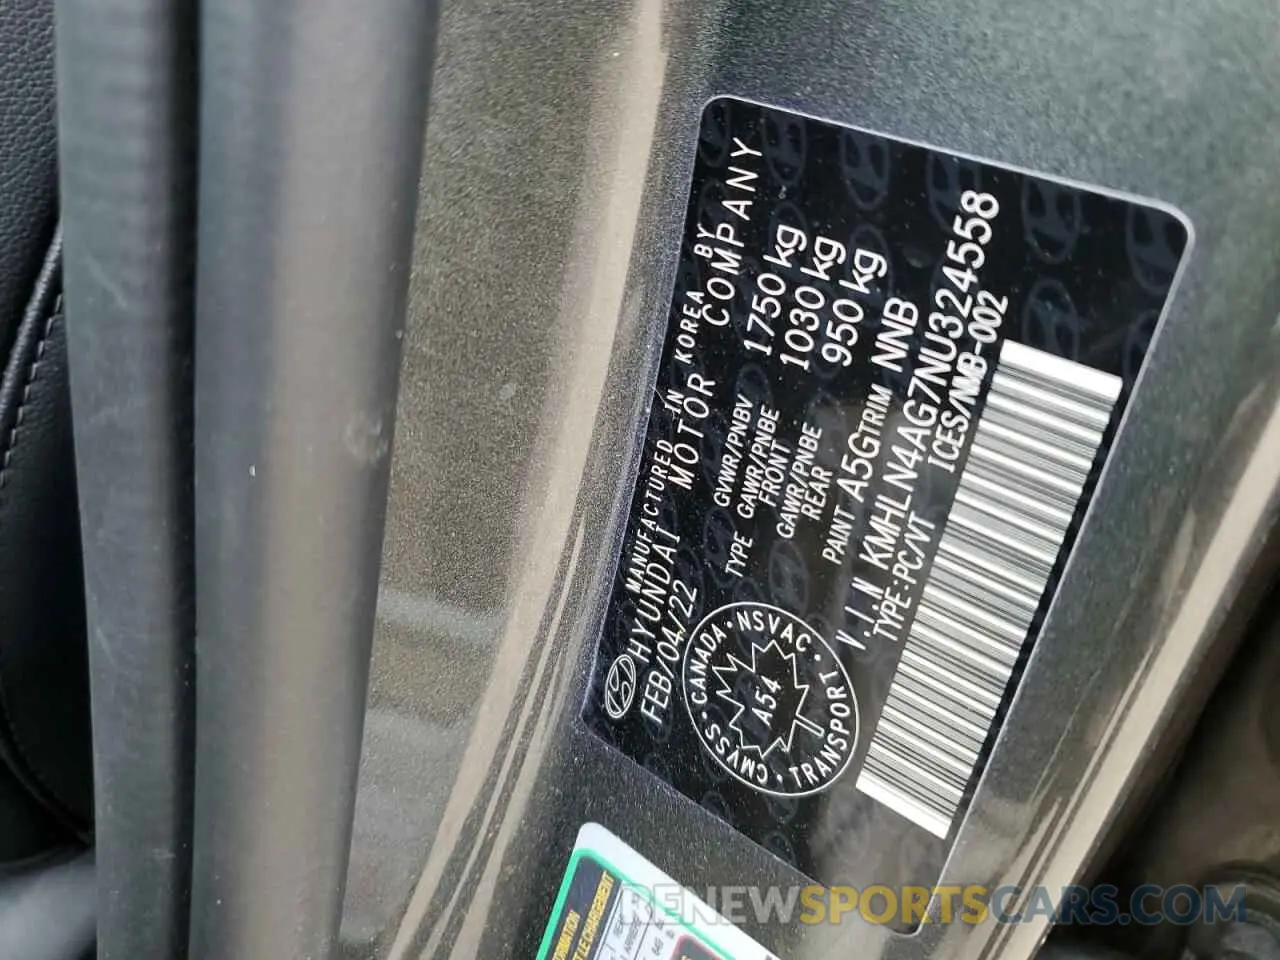 MANUFACTURED IN KOREA BY
HYUNDAI MOTOR COMPANY
FEB/04/22
GVWR/PNBV 1750 kg
TYPE GAWR/PNBE FRONT 1030 kg
GAWR/PNBE REAR 950 kg
PAINT A5G TRIM NNB
V.I.N KMHLN4AG7NU324558
TYPE:PC/VT ICES/NMB-002
CANADA · NSVAC · TRANSPORT · CMVSS ·
A54
LE CHARGEMENT
RENEWSPORTSCARS.COM